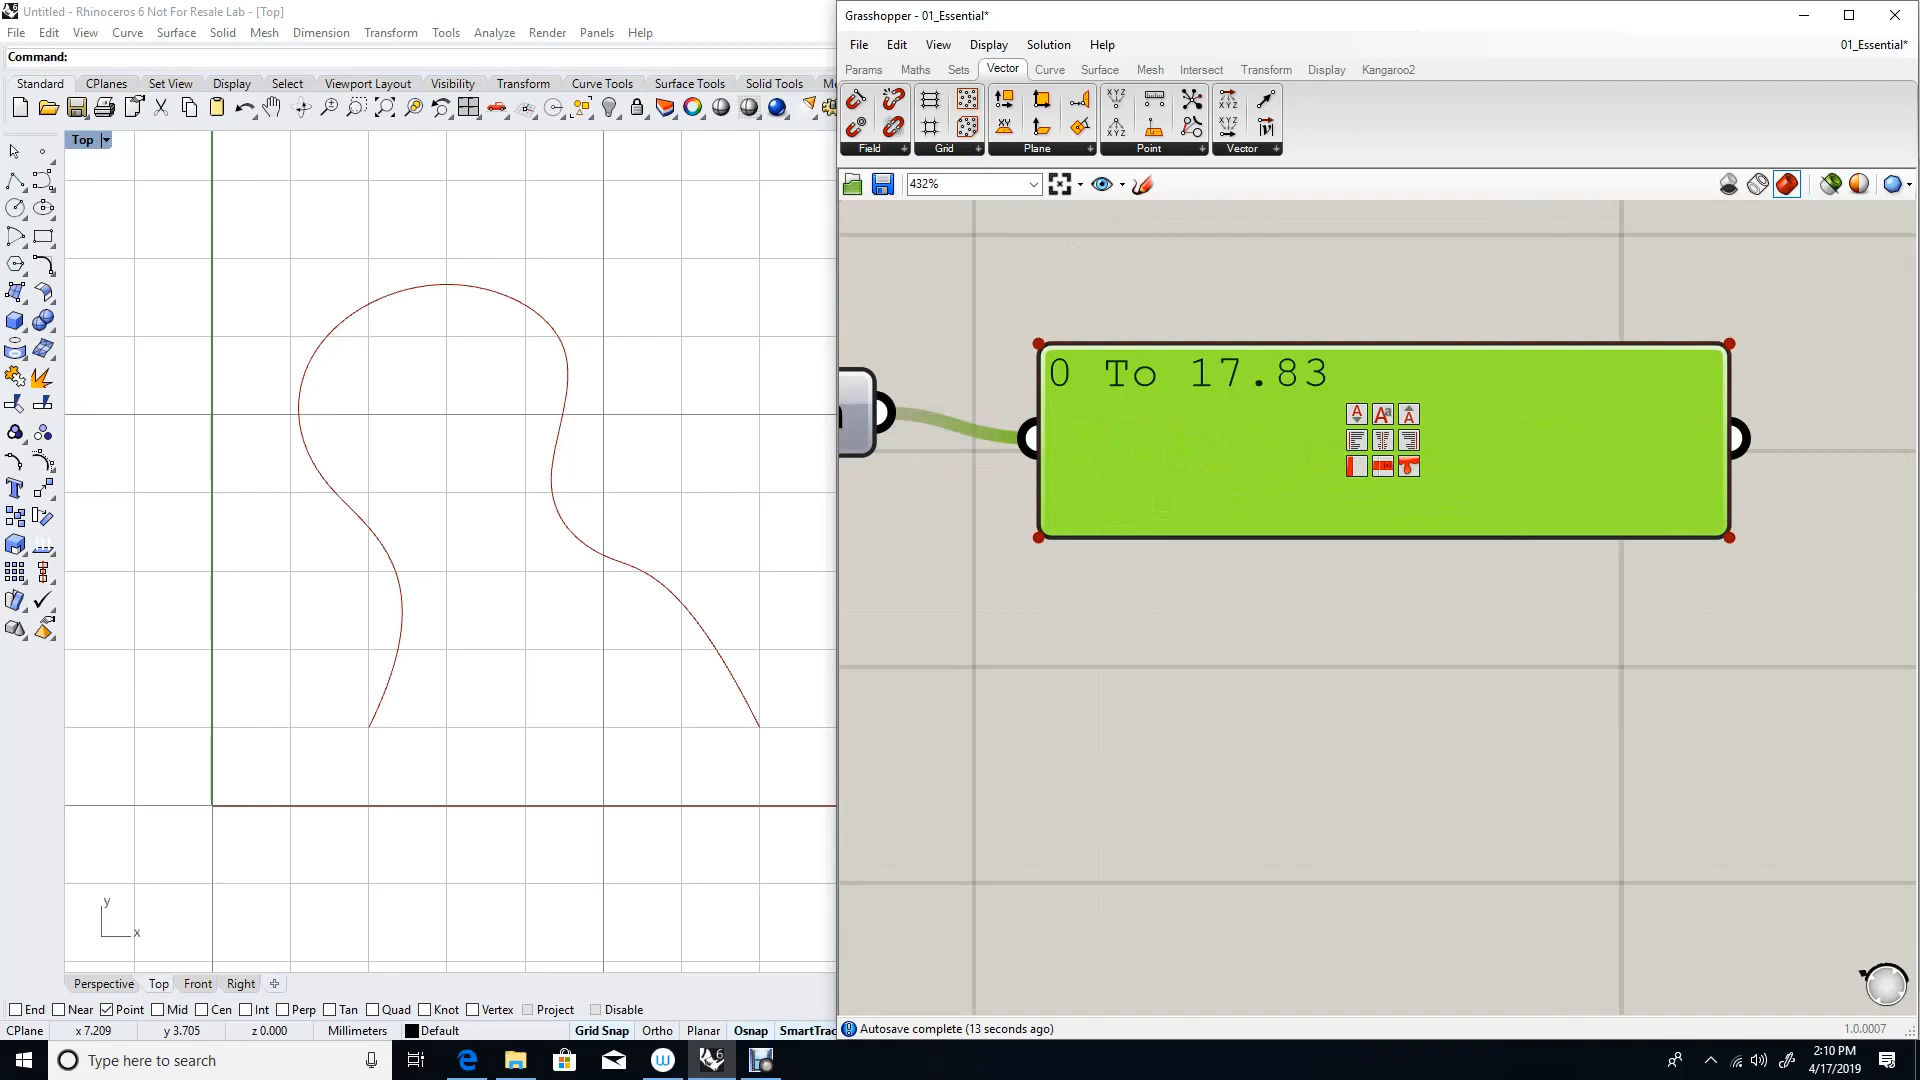 Untitled - Rhinoceros 6 Not For Resale Lab - [Top]
File Edit View Curve Surface Solid Mesh Dimension Transform Tools Analyze Render Panels Help
Command:
Standard CPlanes Set View Display Select Viewport Layout Visibility Transform Curve Tools Surface Tools Solid Tools
Top
y
x
Perspective Top Front Right
End Near Point Mid Cen Int Perp Tan Quad Knot Vertex Project Disable
CPlane x 7.209 y 3.705 z 0.000 Millimeters Default Grid Snap Ortho Planar Osnap SmartTrac
Grasshopper - 01_Essential*
File Edit View Display Solution Help 01_Essential*
Params Maths Sets Vector Curve Surface Mesh Intersect Transform Display Kangaroo2
Field Grid Plane Point Vector
432%
0 To 17.83
Autosave complete (13 seconds ago) 1.0.0007
Type here to search
2:10 PM
4/17/2019